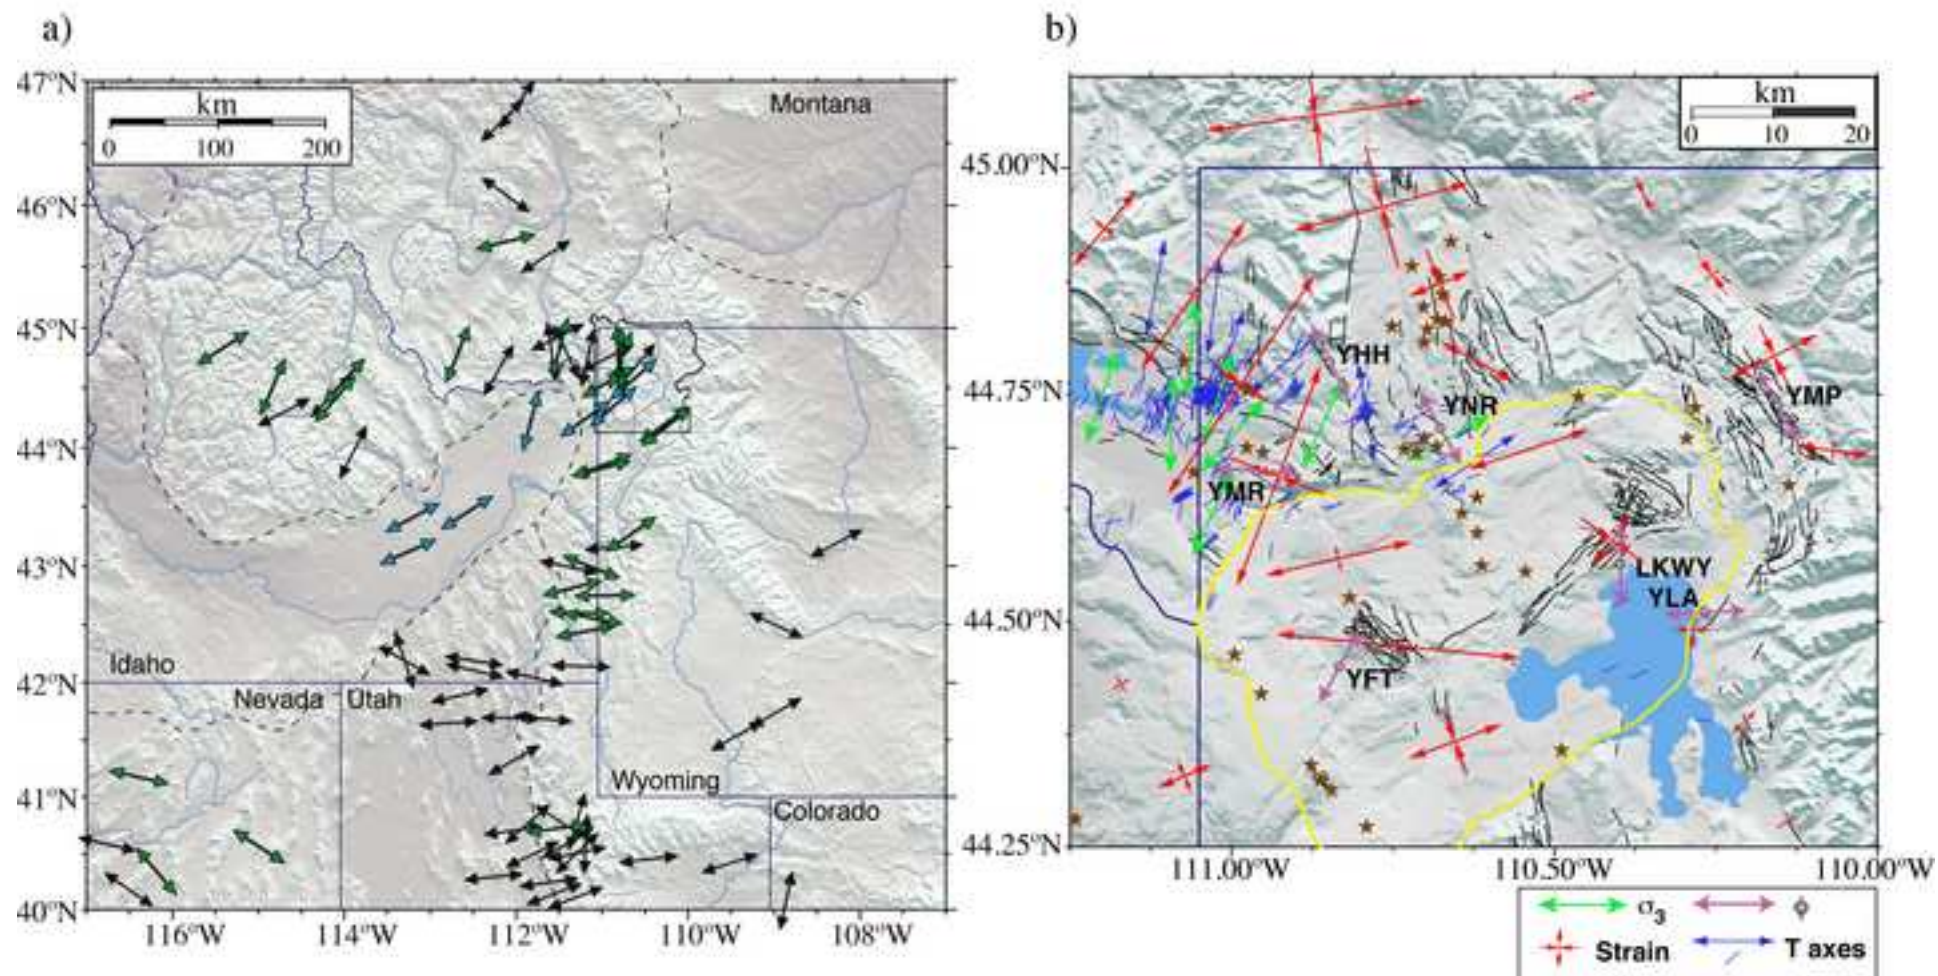 a)
47°N
46°N
45°N
44°N
43°N
42°N
41°N
40°N
116°W
114°W
112°W
110°W
108°W
km
0 100 200
Montana
Idaho
Nevada
Utah
Wyoming
Colorado
b)
45.00°N
44.75°N
44.50°N
44.25°N
111.00°W
110.50°W
110.00°W
km
0 10 20
YHH
YNR
YMP
YMR
LKWY
YLA
YFT
σ3
ϕ
Strain
T axes